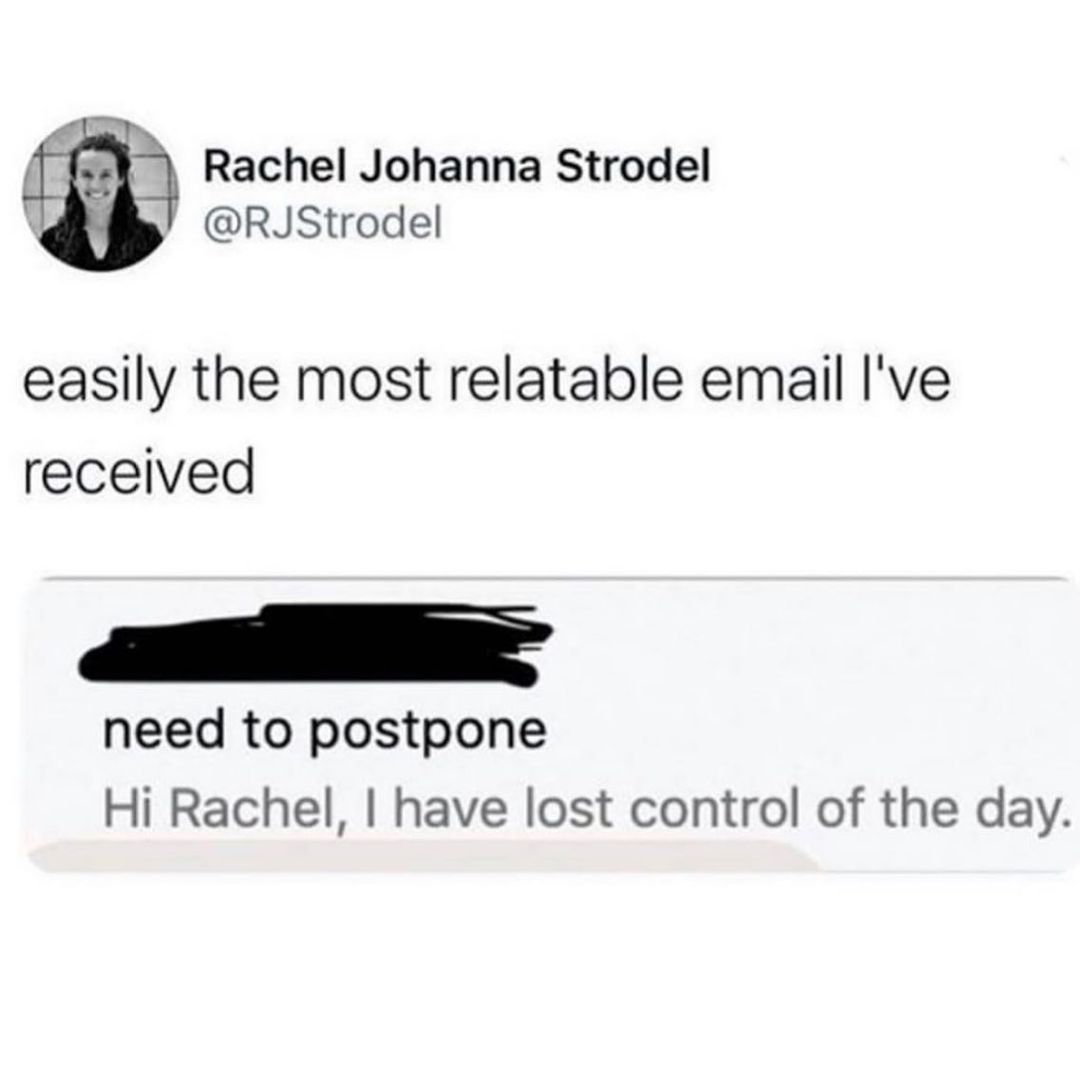 Rachel Johanna Strodel
@RJStrodel
easily the most relatable email I've
received
need to postpone
Hi Rachel, I have lost control of the day.